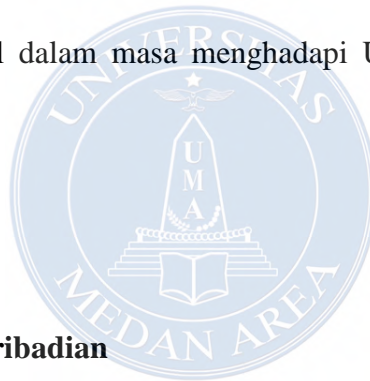 l dalam masa menghadapi U
UNIVERSITAS
U
M
A
MEDAN AREA
ribadian